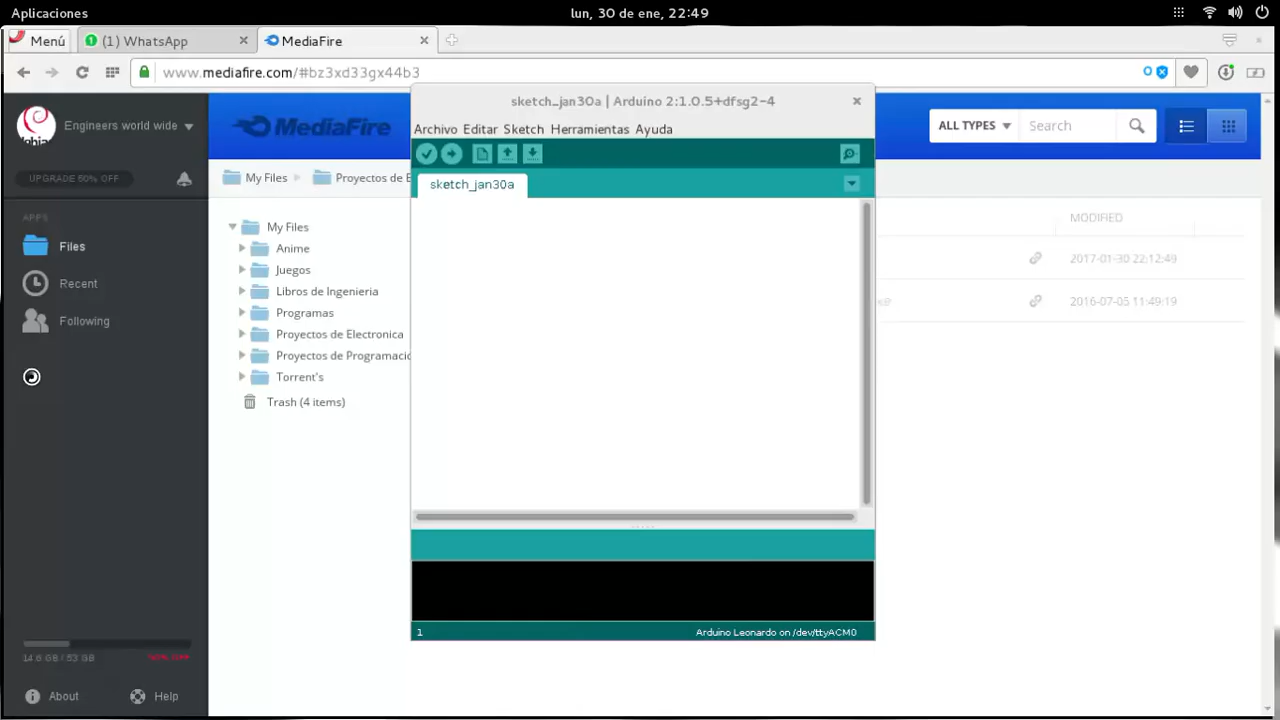 Aplicaciones
lun, 30 de ene, 22:49
Menú
(1) WhatsApp
MediaFire
www.mediafire.com/#bz3xd33gx44b3
0
sketch_jan30a | Arduino 2:1.0.5+dfsg2-4
Archivo Editar Sketch Herramientas Ayuda
sketch_jan30a
1
Arduino Leonardo on /dev/ttyACM0
Engineers world wide
UPGRADE 50% OFF
APPS
Files
Recent
Following
14.6 GB / 53 GB
About
Help
MediaFire
ALL TYPES
Search
My Files
Proyectos de E
My Files
Anime
Juegos
Libros de Ingenieria
Programas
Proyectos de Electronica
Proyectos de Programacio
Torrent's
Trash (4 items)
MODIFIED
2017-01-30 22:12:49
2016-07-05 11:49:19